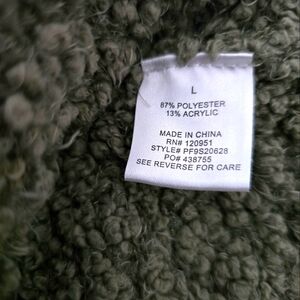 L
87% POLYESTER
13% ACRYLIC
MADE IN CHINA
RN# 120951
STYLE# PF9S20628
PO# 438755
SEE REVERSE FOR CARE